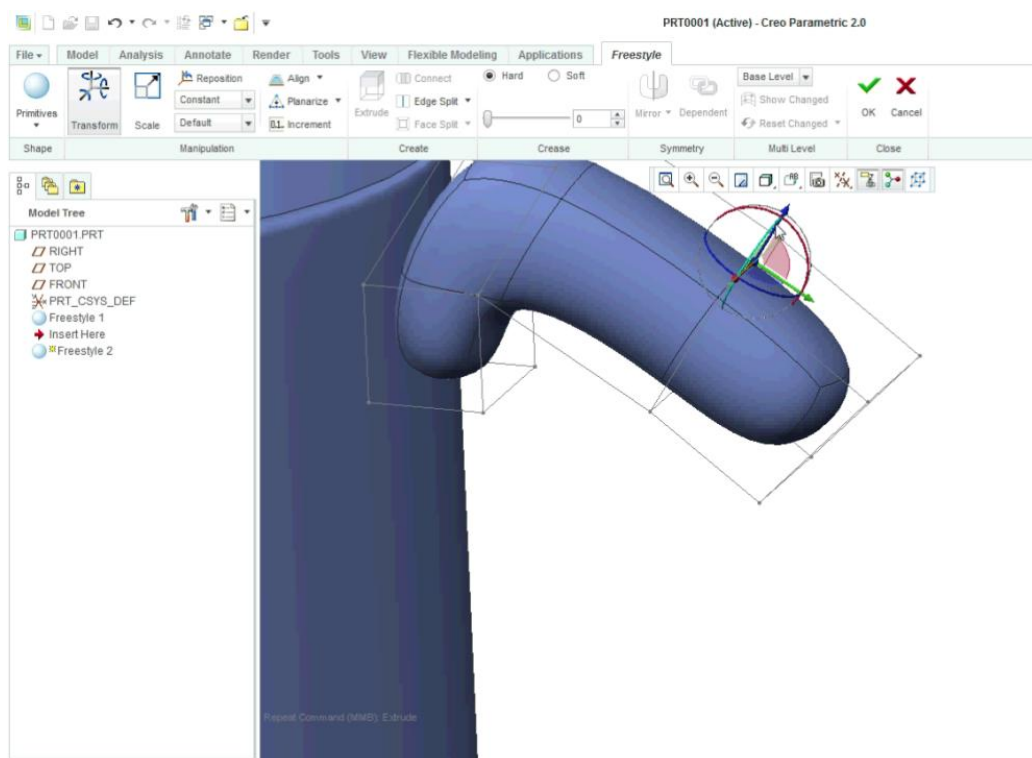 PRT0001 (Active) - Creo Parametric 2.0
File Model Analysis Annotate Render Tools View Flexible Modeling Applications Freestyle
Primitives
Transform
Scale
Reposition
Constant
Default
Align
Planarize
0.1.. Increment
Extrude
Connect
Edge Split
Face Split
Hard Soft
0
Mirror
Dependent
Base Level
Show Changed
Reset Changed
OK
Cancel
Shape Manipulation Create Crease Symmetry Multi Level Close
Model Tree
PRT0001.PRT
RIGHT
TOP
FRONT
PRT_CSYS_DEF
Freestyle 1
Insert Here
Freestyle 2
Repeat Command (MMB): Extrude